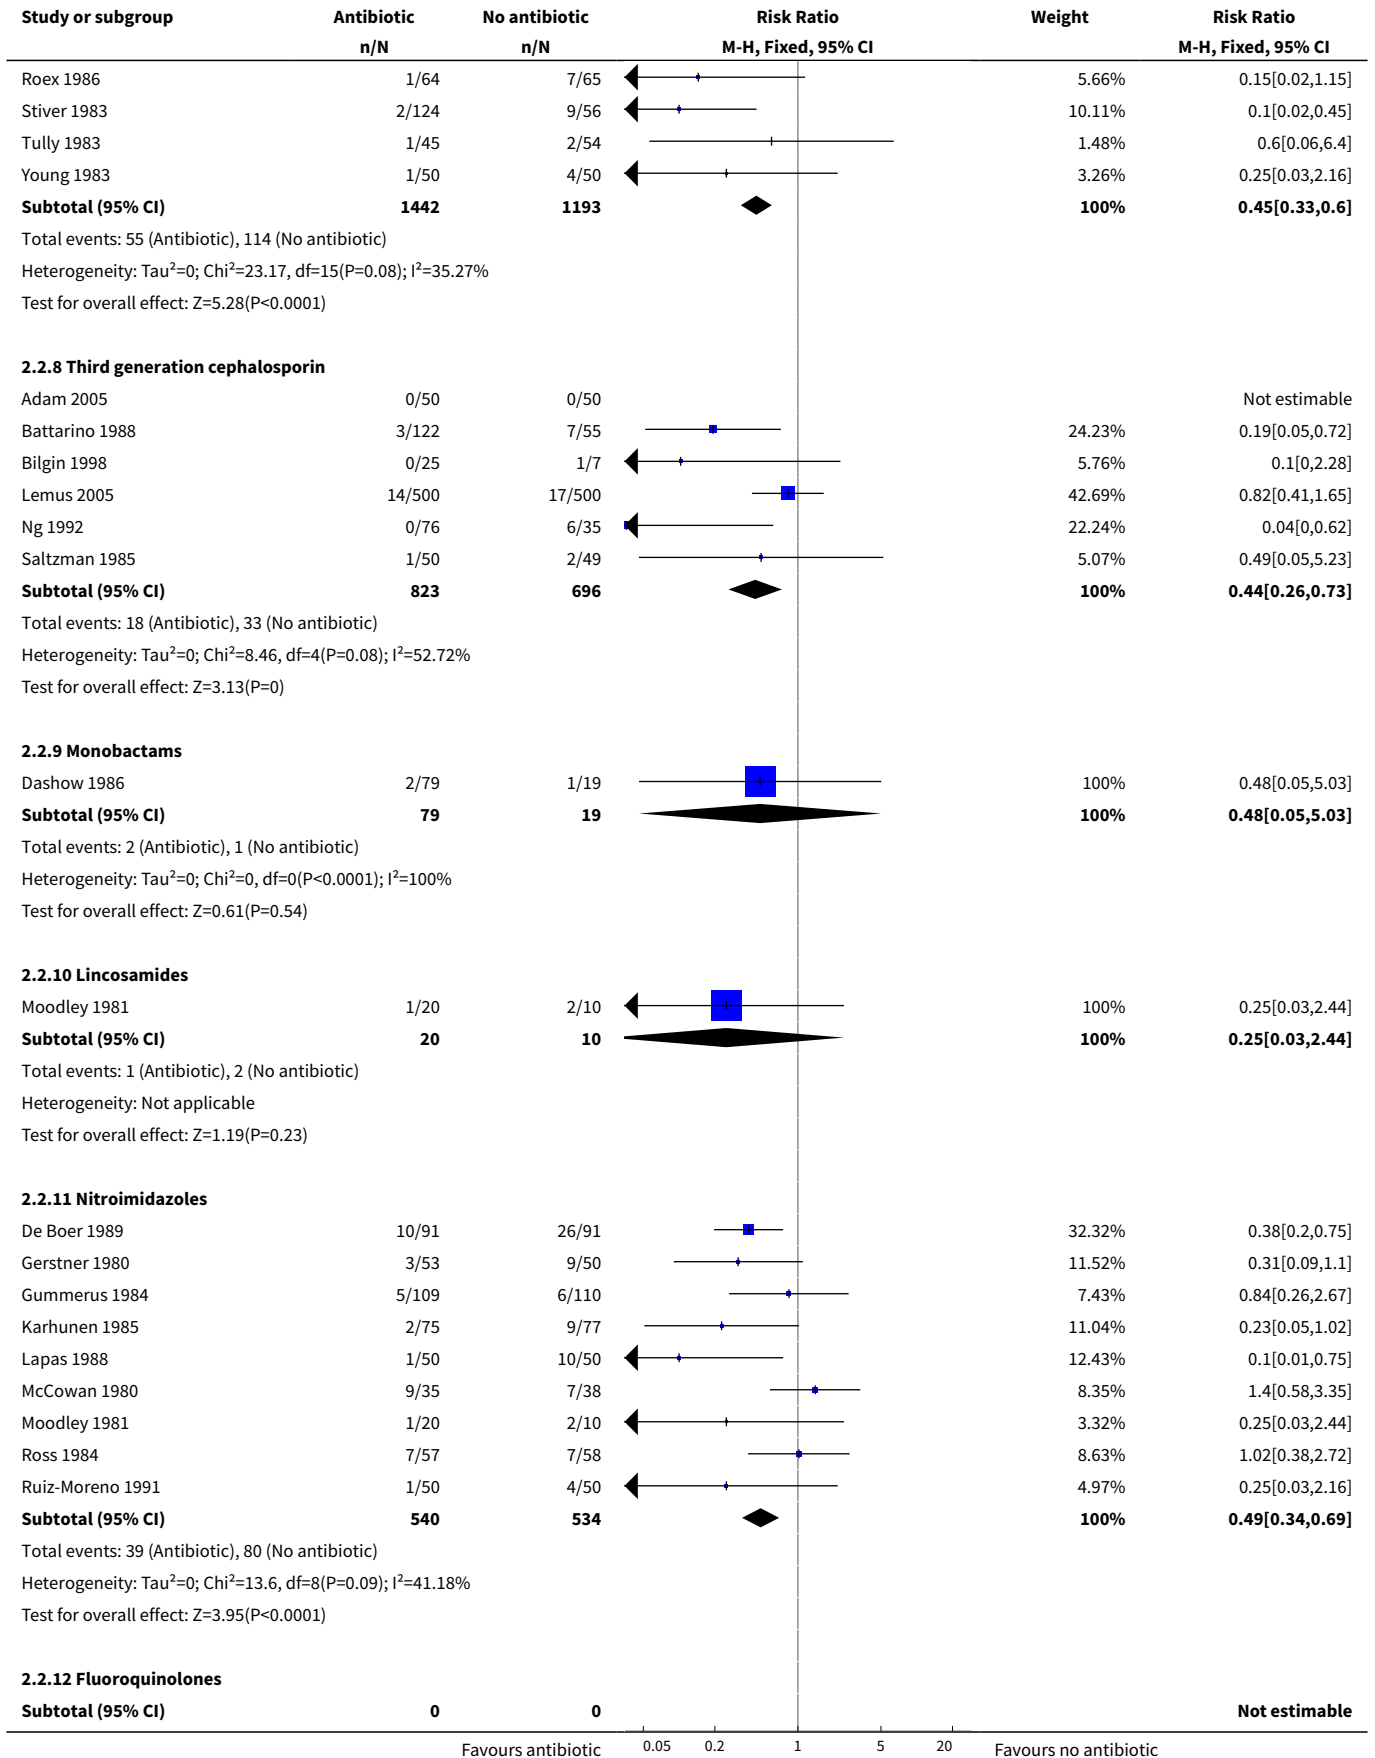 Study or subgroup Antibiotic No antibiotic Risk Ratio Weight Risk Ratio
n/N n/N M-H, Fixed, 95% CI M-H, Fixed, 95% CI
Roex 1986 1/64 7/65 5.66% 0.15[0.02,1.15]
Stiver 1983 2/124 9/56 10.11% 0.1[0.02,0.45]
Tully 1983 1/45 2/54 1.48% 0.6[0.06,6.4]
Young 1983 1/50 4/50 3.26% 0.25[0.03,2.16]
Subtotal (95% CI) 1442 1193 100% 0.45[0.33,0.6]
Total events: 55 (Antibiotic), 114 (No antibiotic)
Heterogeneity: Tau²=0; Chi²=23.17, df=15(P=0.08); I²=35.27%
Test for overall effect: Z=5.28(P<0.0001)
2.2.8 Third generation cephalosporin
Adam 2005 0/50 0/50 Not estimable
Battarino 1988 3/122 7/55 24.23% 0.19[0.05,0.72]
Bilgin 1998 0/25 1/7 5.76% 0.1[0,2.28]
Lemus 2005 14/500 17/500 42.69% 0.82[0.41,1.65]
Ng 1992 0/76 6/35 22.24% 0.04[0,0.62]
Saltzman 1985 1/50 2/49 5.07% 0.49[0.05,5.23]
Subtotal (95% CI) 823 696 100% 0.44[0.26,0.73]
Total events: 18 (Antibiotic), 33 (No antibiotic)
Heterogeneity: Tau²=0; Chi²=8.46, df=4(P=0.08); I²=52.72%
Test for overall effect: Z=3.13(P=0)
2.2.9 Monobactams
Dashow 1986 2/79 1/19 100% 0.48[0.05,5.03]
Subtotal (95% CI) 79 19 100% 0.48[0.05,5.03]
Total events: 2 (Antibiotic), 1 (No antibiotic)
Heterogeneity: Tau²=0; Chi²=0, df=0(P<0.0001); I²=100%
Test for overall effect: Z=0.61(P=0.54)
2.2.10 Lincosamides
Moodley 1981 1/20 2/10 100% 0.25[0.03,2.44]
Subtotal (95% CI) 20 10 100% 0.25[0.03,2.44]
Total events: 1 (Antibiotic), 2 (No antibiotic)
Heterogeneity: Not applicable
Test for overall effect: Z=1.19(P=0.23)
2.2.11 Nitroimidazoles
De Boer 1989 10/91 26/91 32.32% 0.38[0.2,0.75]
Gerstner 1980 3/53 9/50 11.52% 0.31[0.09,1.1]
Gummerus 1984 5/109 6/110 7.43% 0.84[0.26,2.67]
Karhunen 1985 2/75 9/77 11.04% 0.23[0.05,1.02]
Lapas 1988 1/50 10/50 12.43% 0.1[0.01,0.75]
McCowan 1980 9/35 7/38 8.35% 1.4[0.58,3.35]
Moodley 1981 1/20 2/10 3.32% 0.25[0.03,2.44]
Ross 1984 7/57 7/58 8.63% 1.02[0.38,2.72]
Ruiz-Moreno 1991 1/50 4/50 4.97% 0.25[0.03,2.16]
Subtotal (95% CI) 540 534 100% 0.49[0.34,0.69]
Total events: 39 (Antibiotic), 80 (No antibiotic)
Heterogeneity: Tau²=0; Chi²=13.6, df=8(P=0.09); I²=41.18%
Test for overall effect: Z=3.95(P<0.0001)
2.2.12 Fluoroquinolones
Subtotal (95% CI) 0 0 Not estimable
Favours antibiotic 0.05 0.2 1 5 20 Favours no antibiotic